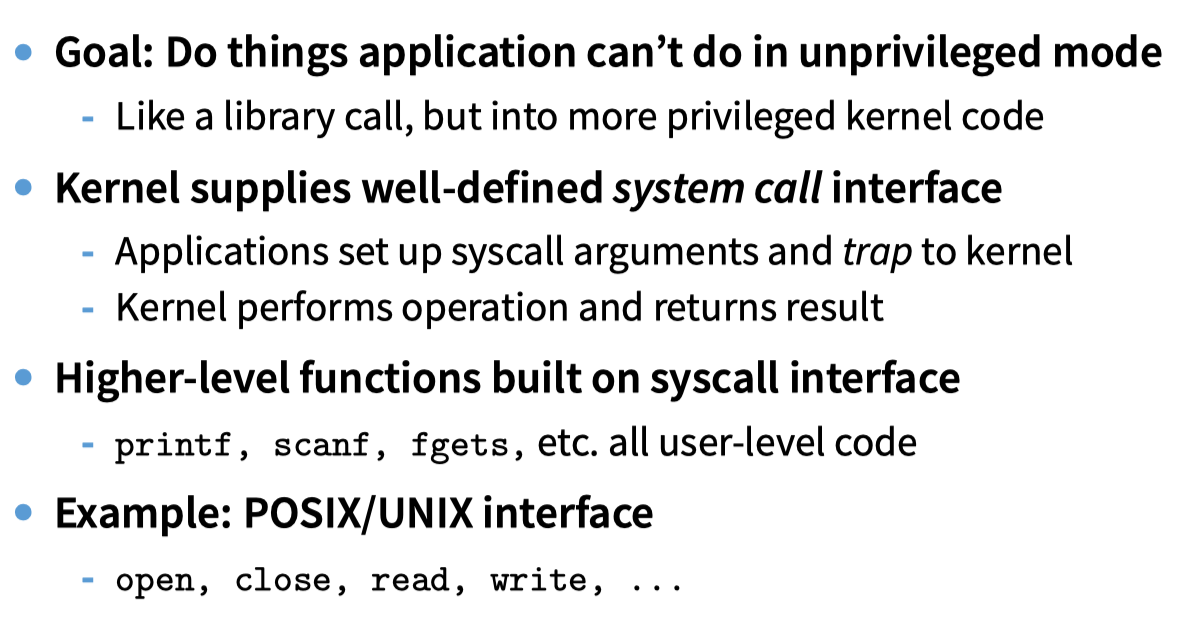 • Goal: Do things application can’t do in unprivileged mode
- Like a library call, but into more privileged kernel code
• Kernel supplies well-defined system call interface
- Applications set up syscall arguments and trap to kernel
- Kernel performs operation and returns result
• Higher-level functions built on syscall interface
- printf, scanf, fgets, etc. all user-level code
• Example: POSIX/UNIX interface
- open, close, read, write, ...